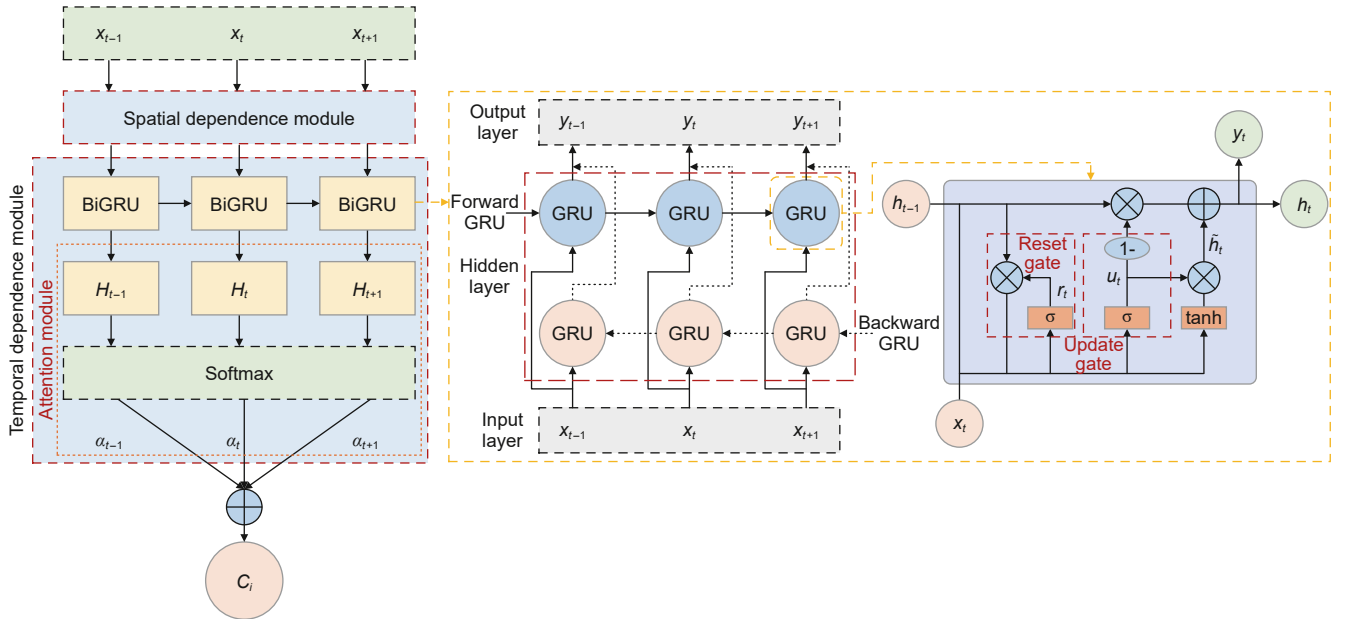 x_{t−1} x_t x_{t+1}
Spatial dependence module
Temporal dependence module
BiGRU BiGRU BiGRU
Attention module
H_{t−1} H_t H_{t+1}
Softmax
α_{t−1} α_t α_{t+1}
C_i
Output
layer
y_{t−1} y_t y_{t+1}
Forward
GRU
GRU GRU GRU
Hidden
layer
GRU GRU GRU
Backward
GRU
Input
layer
x_{t−1} x_t x_{t+1}
y_t
h_{t−1}
h_t
Reset
gate
r_t
σ
1-
u_t
σ
Update
gate
h̃_t
tanh
x_t